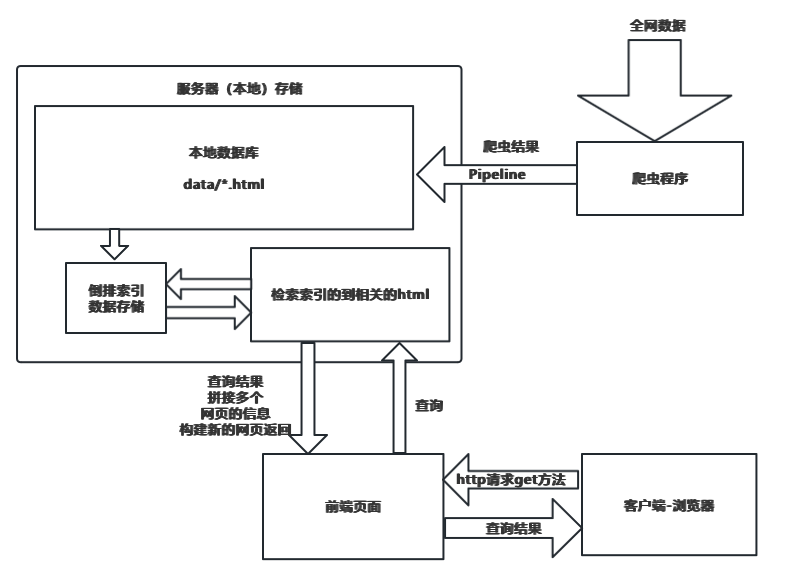 全网数据
服务器（本地）存储
本地数据库
data/*.html
爬虫结果
Pipeline
爬虫程序
倒排索引
数据存储
检索索引的到相关的html
查询结果
拼接多个
网页的信息
构建新的网页返回
查询
http请求get方法
前端页面
查询结果
客户端-浏览器